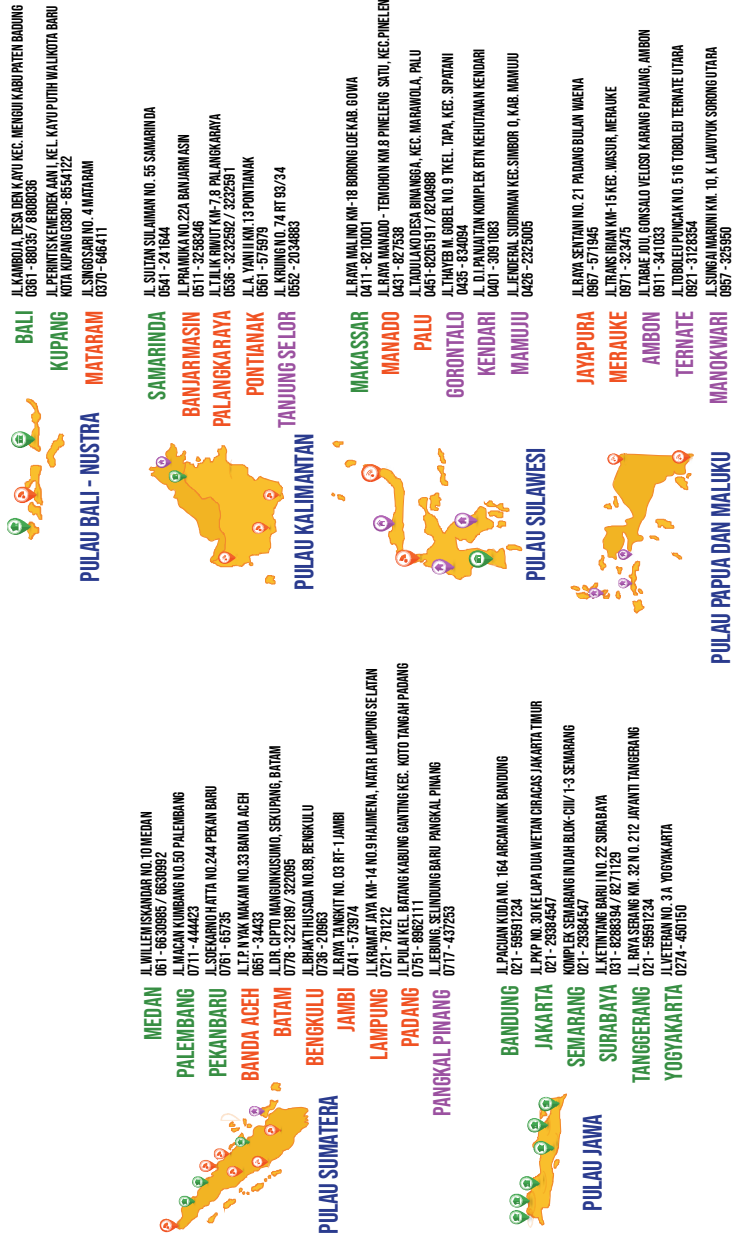 PULAU SUMATERA
MEDAN
JL.WILLEM ISKANDAR NO.10 MEDAN
061 - 6630985 / 6630992
PALEMBANG
JL.MACAN KUMBANG NO.50 PALEMBANG
0711 - 444423
PEKANBARU
JL.SOEKARNO HATTA NO.244 PEKAN BARU
0761 - 65735
BANDA ACEH
JL.T.P. NYAK MAKAM NO.33 BANDA ACEH
0651 - 34433
BATAM
JL.DR. CIPTO MANGUNKUSUMO, SEKUPANG, BATAM
0778 - 322189 / 322095
BENGKULU
JL.BHAKTI HUSADA NO.89, BENGKULU
0736 - 20963
JAMBI
JL.RAYA TANGKIT NO. 03 RT-1 JAMBI
0741 - 573974
LAMPUNG
JL.KRAMAT JAYA KM-14 NO.9 HAJIMENA, NATAR LAMPUNG SELATAN
0721 - 781212
PADANG
JL.PULAI KEL. BATANG KABUNG GANTING KEC. KOTO TANGAH PADANG
0751 - 8962111
PANGKAL PINANG
JL.JEBUNG, SELINDUNG BARU PANGKAL PINANG
0717 - 437253
PULAU JAWA
BANDUNG
JL.PACUAN KUDA NO. 164 ARCAMANIK BANDUNG
021 - 59591234
JAKARTA
JL.PKP NO. 30 KELAPA DUA WETAN CIRACAS JAKARTA TIMUR
021 - 29384547
SEMARANG
KOMPLEK SEMARANG INDAH BLOK-CIII/ 1-3 SEMARANG
021 - 29384547
SURABAYA
JL.KETINTANG BARU I NO.22 SURABAYA
031 - 8288394 / 8271129
TANGGERANG
JL. RAYA SERANG KM. 32 NO. 212 JAYANTI TANGERANG
021 - 59591234
YOGYAKARTA
JL.VETERAN NO. 3 A YOGYAKARTA
0274 - 450150
PULAU BALI - NUSTRA
BALI
JL.KAMBOJA, DESA DEN KAYU KEC. MENGUI KABUPATEN BADUNG
0361 - 88035 / 8808036
KUPANG
JL.PERINTIS KEMERDEKAAN I, KEL. KAYU PUTIH WALIKOTA BARU
KOTA KUPANG 0380 - 8554122
MATARAM
JL.SINGOSARI NO. 4 MATARAM
0370 - 646411
PULAU KALIMANTAN
SAMARINDA
JL. SULTAN SULAIMAN NO. 55 SAMARINDA
0541 - 241644
BANJARMASIN
JL.PRAMUKA NO.22A BANJARMASIN
0511 - 3258346
PALANGKARAYA
JL.TJILIK RIWUT KM-7,8 PALANGKARAYA
0536 - 3232592 / 3232591
PONTIANAK
JL.A. YANI II KM.13 PONTIANAK
0561 - 575979
TANJUNG SELOR
JL.KRUING NO. 74 RT 93/34
0552 - 2034883
PULAU SULAWESI
MAKASSAR
JL.RAYA MALINO KM-18 BORONG LOE KAB. GOWA
0411 - 8210001
MANADO
JL.RAYA MANADO - TEMOHON KM.8 PINELENG SATU, KEC.PINELEN
0431 - 827538
PALU
JL.TADULAKO DESA BINANGGA, KEC. MARAWOLA, PALU
0451-8205191 / 8204988
GORONTALO
JL.THAYEB M. GOBEL NO. 9 TKEL. TAPA, KEC. SIPATANI
0435 - 834094
KENDARI
JL. D.I. PANJAITAN KOMPLEK BTN KEHUTANAN KENDARI
0401 - 3091083
MAMUJU
JL.JENDERAL SUDIRMAN KEC.SIMBORO, KAB. MAMUJU
0426 - 2325005
PULAU PAPUA DAN MALUKU
JAYAPURA
JL.RAYA SENTANI NO. 21 PADANG BULAN WAENA
0967 - 571945
MERAUKE
JL.TRANS IRIAN KM-15 KEC. WASUR, MERAUKE
0971 - 323475
AMBON
JL.TABAE JOU, GONSALO VELOSO KARANG PANJANG, AMBON
0911 - 341033
TERNATE
JL.TOBOLEU PUNCAK NO. 516 TOBOLEU TERNATE UTARA
0921 - 3128354
MANOKWARI
JL.SUNGAI MARUNI KM. 10, K LAWUYUK SORONG UTARA
0957 - 325950